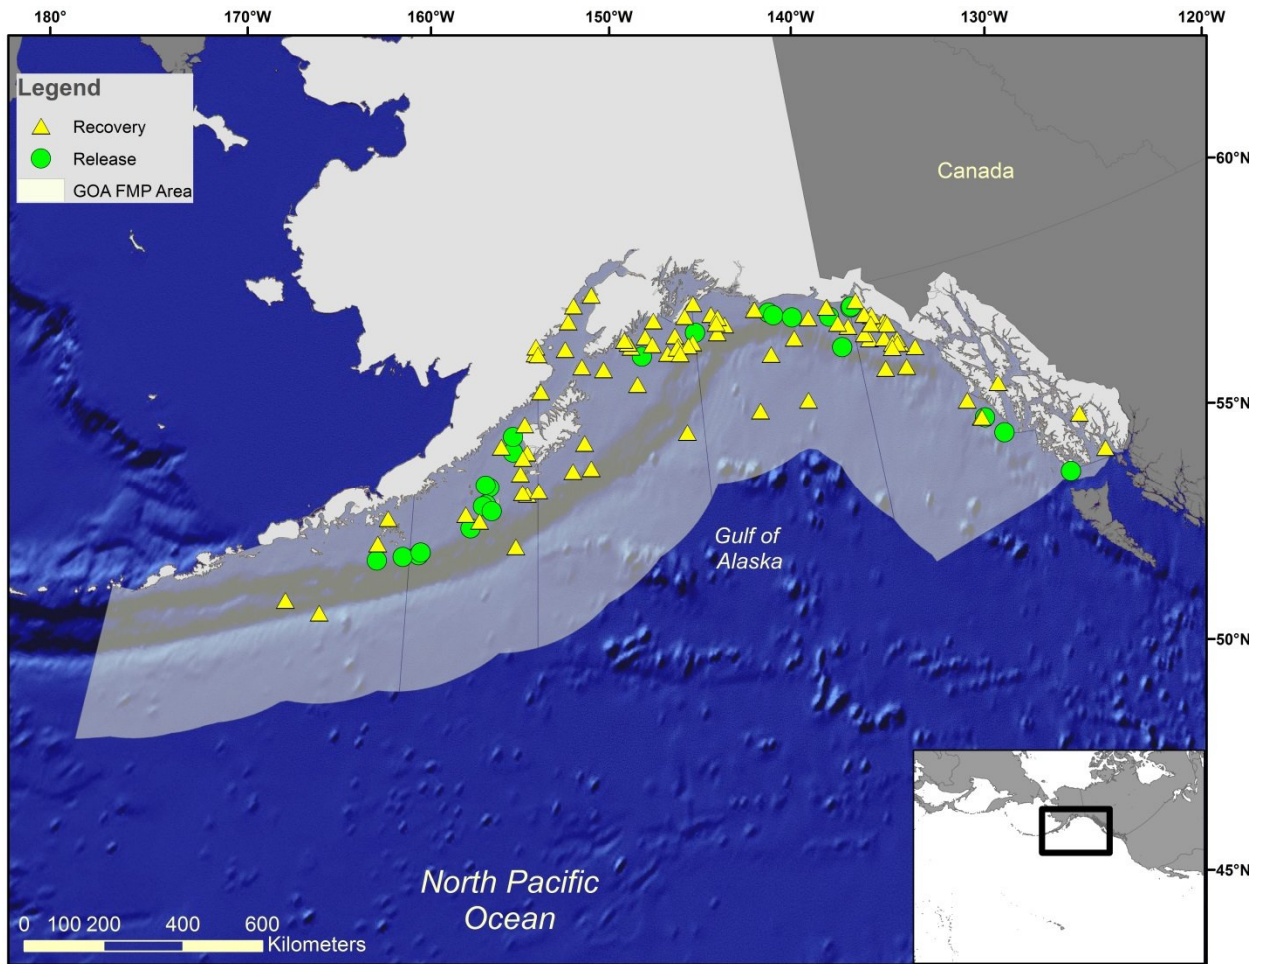 180° 170°W 160°W 150°W 140°W 130°W 120°W
Legend
Recovery
Release
GOA FMP Area
60°N
Canada
55°N
Gulf of
Alaska
50°N
45°N
North Pacific
Ocean
0 100 200 400 600
Kilometers